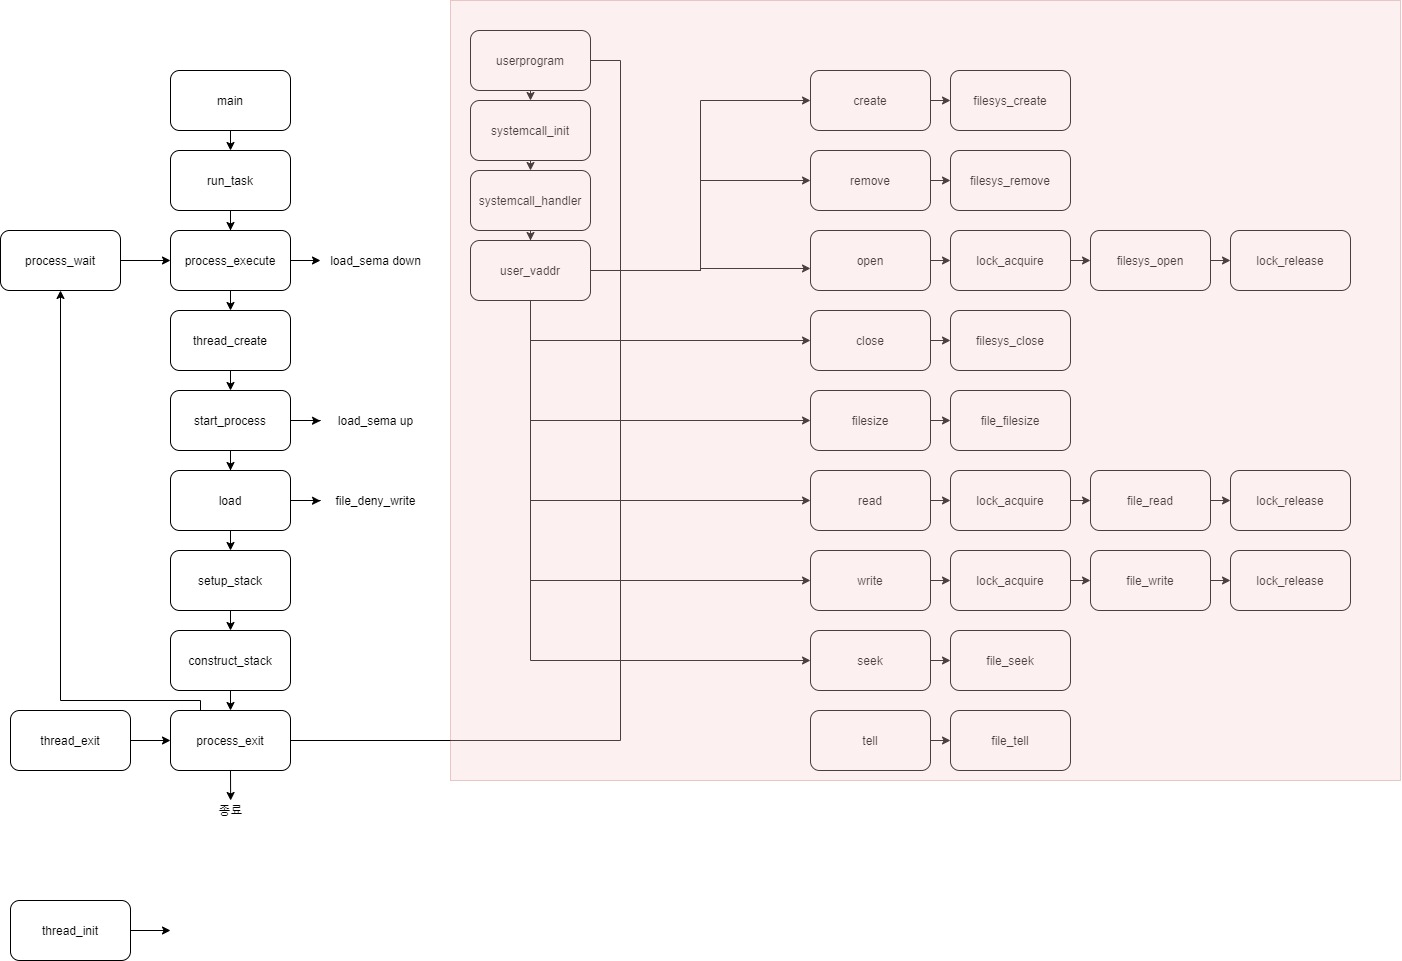 main
run_task
process_wait
process_execute
load_sema down
thread_create
start_process
load_sema up
load
file_deny_write
setup_stack
construct_stack
thread_exit
process_exit
종료
thread_init
userprogram
systemcall_init
systemcall_handler
user_vaddr
create
filesys_create
remove
filesys_remove
open
lock_acquire
filesys_open
lock_release
close
filesys_close
filesize
file_filesize
read
lock_acquire
file_read
lock_release
write
lock_acquire
file_write
lock_release
seek
file_seek
tell
file_tell